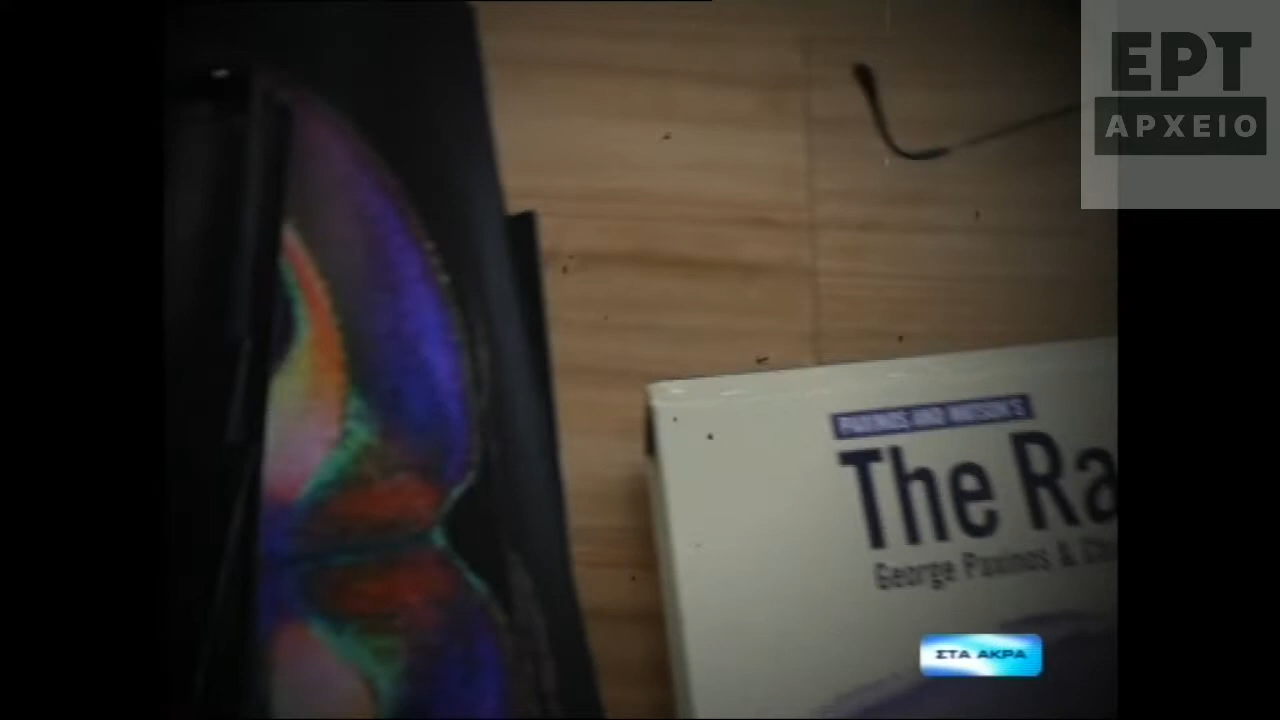 ΕΡΤ
ΑΡΧΕΙΟ
PAXINOS AND WATSON'S
The Ra
George Paxinos & Ch
ΣΤΑ ΑΚΡΑ